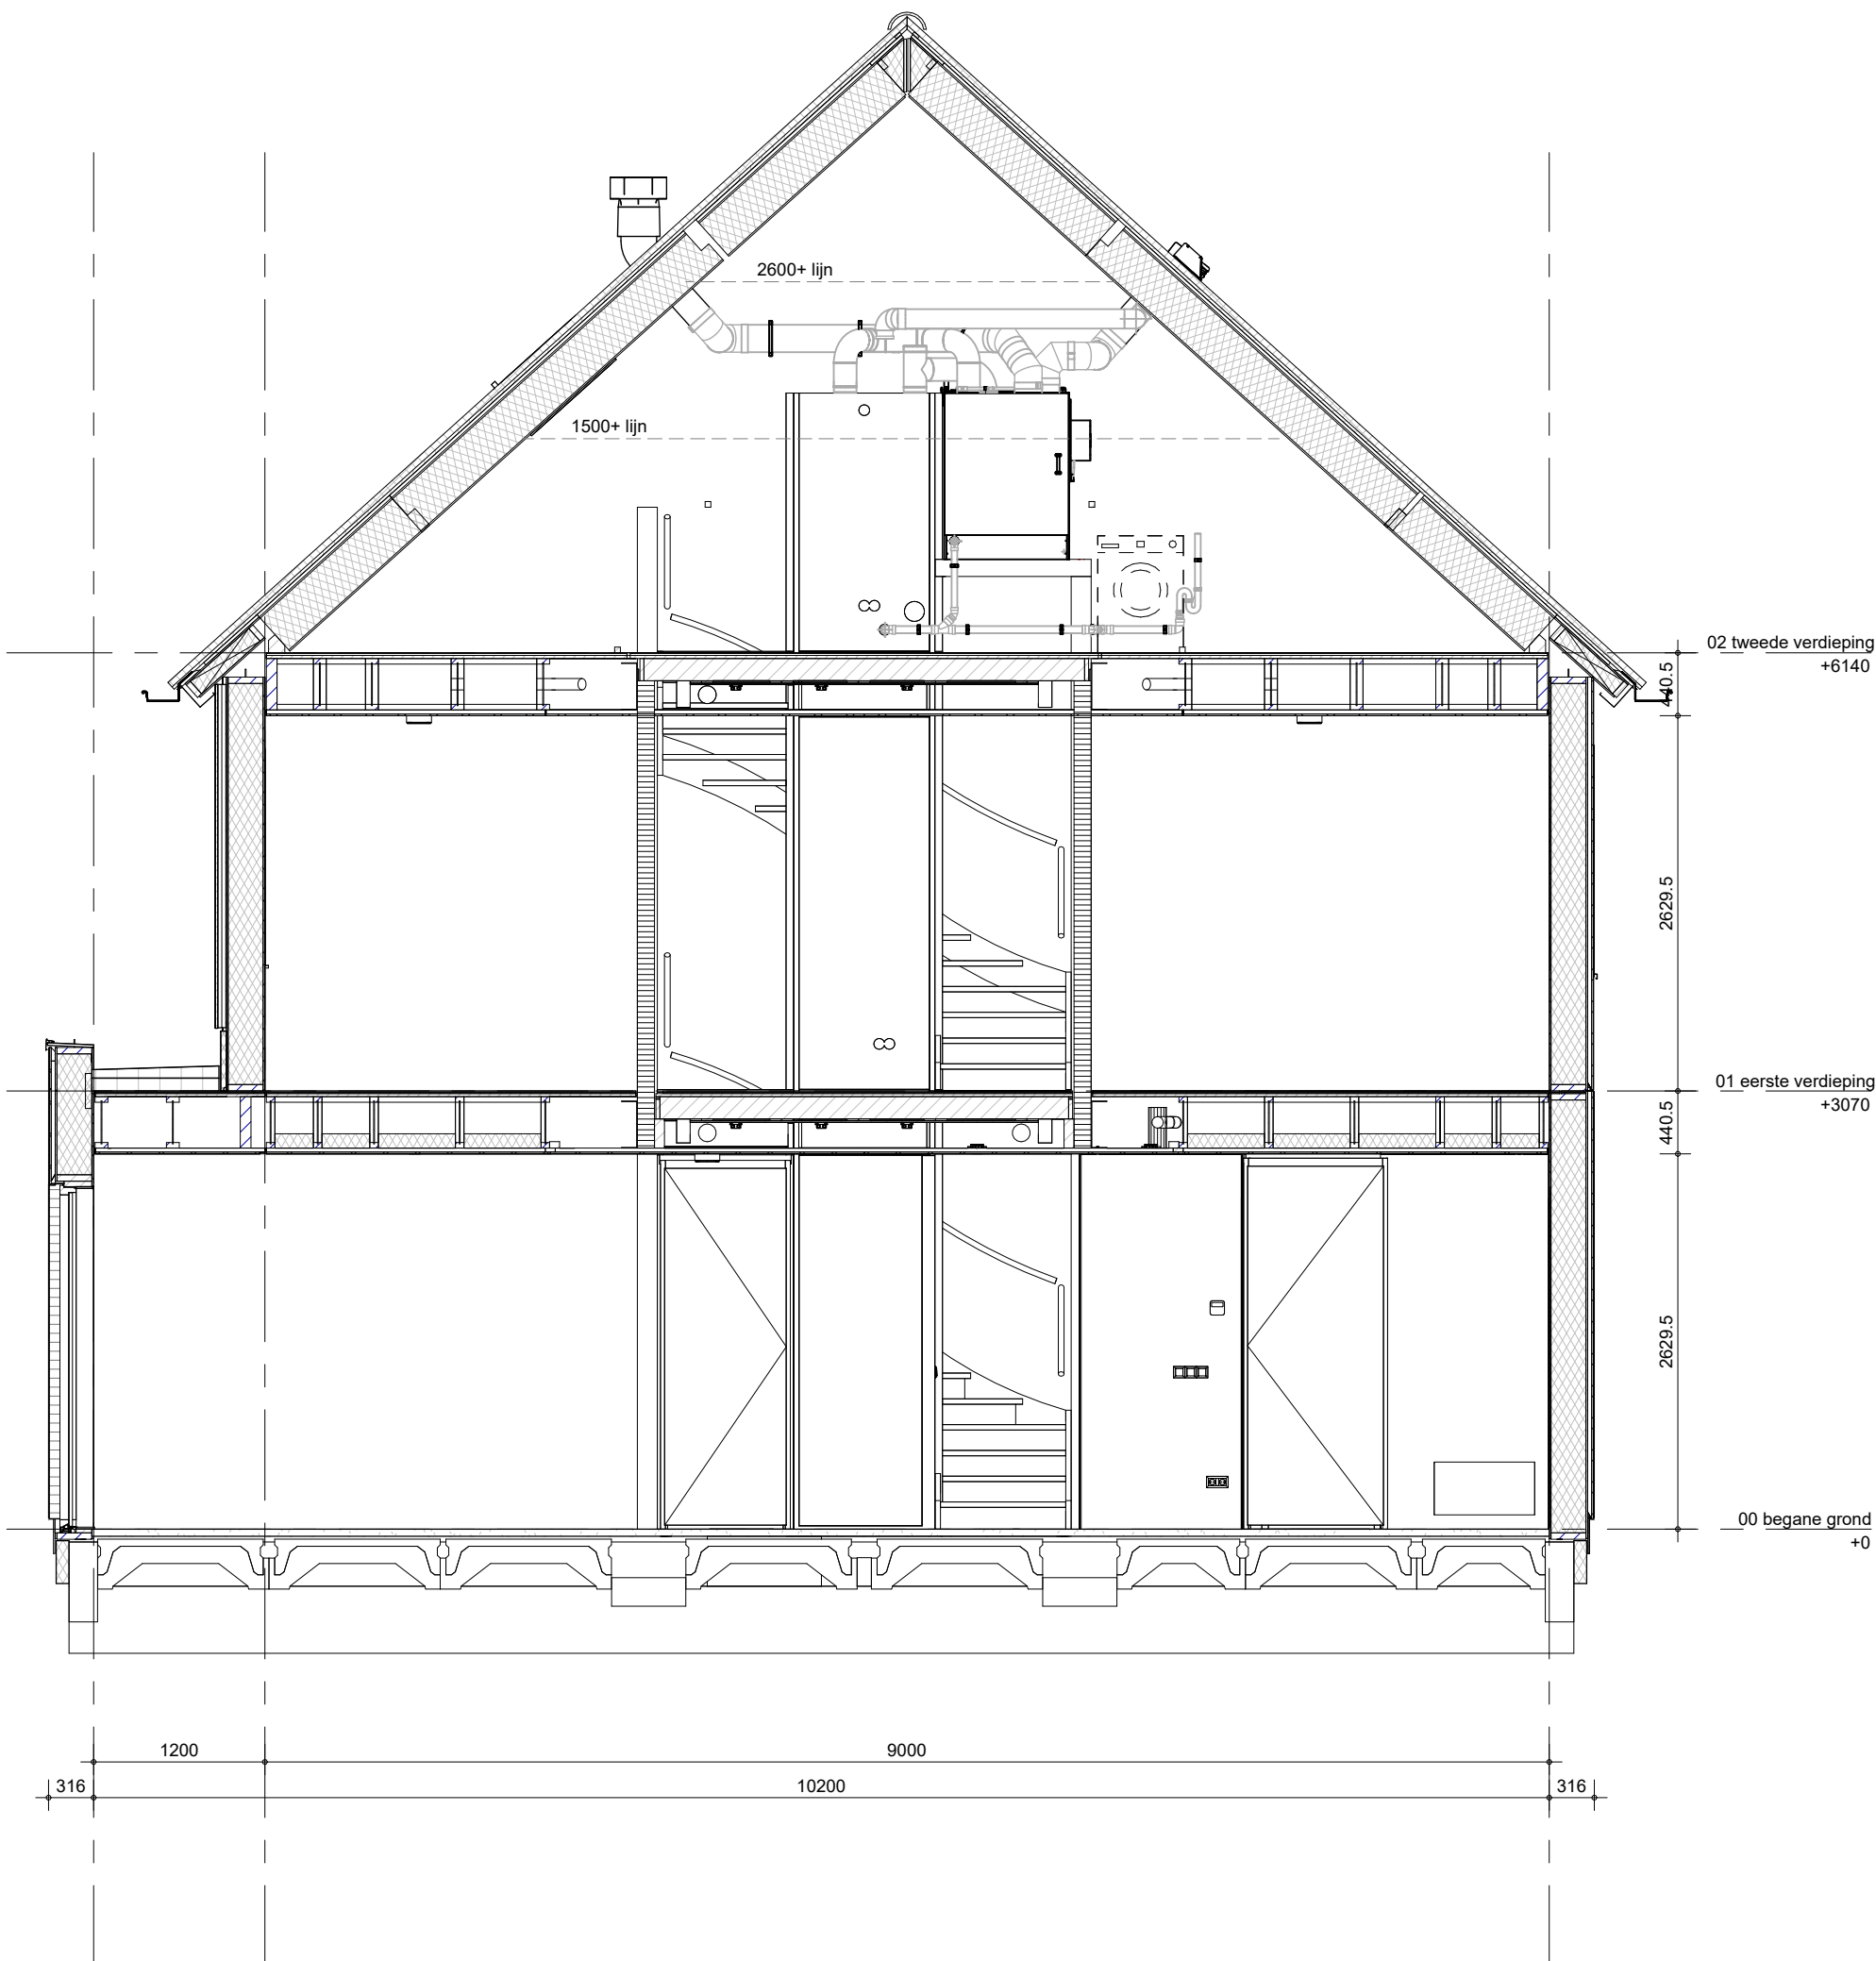 2600+ lijn
1500+ lijn
02 tweede verdieping
+6140
440.5
2629.5
01 eerste verdieping
+3070
440.5
2629.5
00 begane grond
+0
1200
9000
316
10200
316